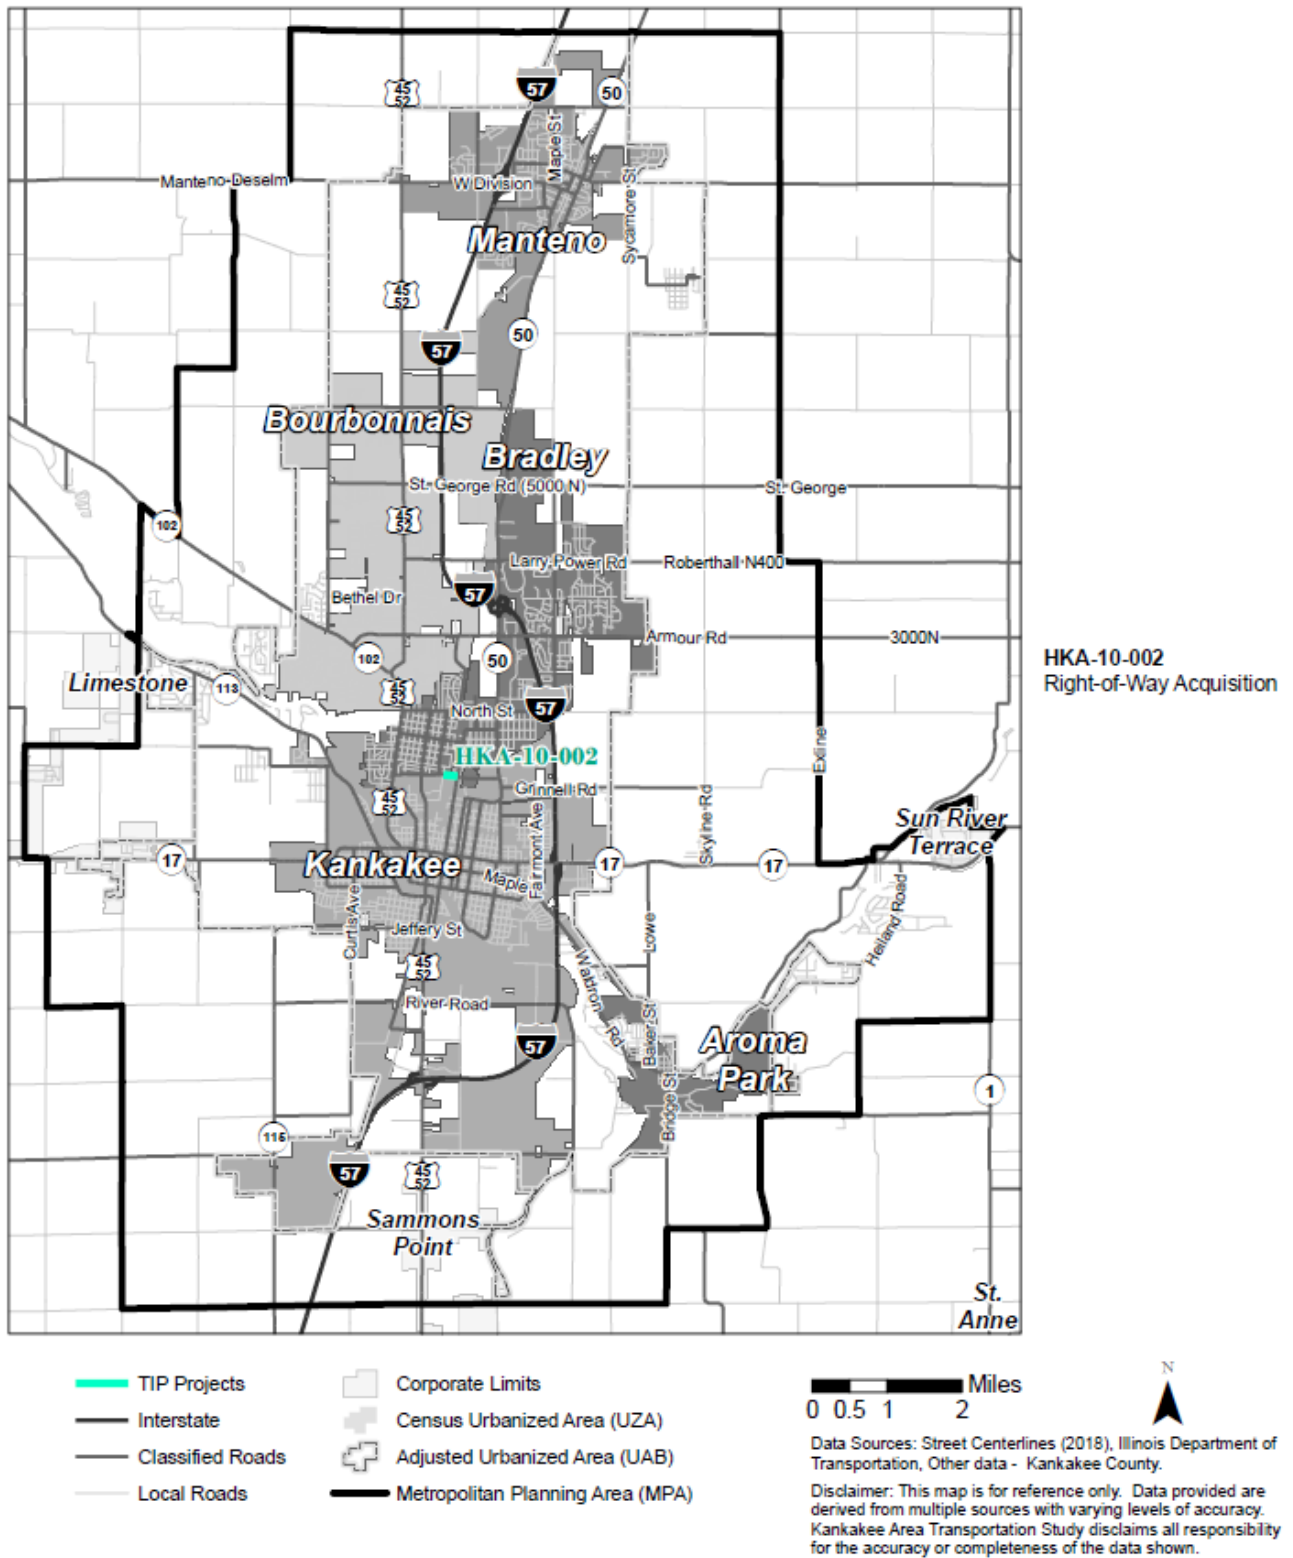 45
52
57
50
Maple St
Manteno-Deselm
W Division
Sycamore St
Manteno
45
52
50
57
Bourbonnais
Bradley
St. George Rd (5000 N)
St. George
45
52
102
Larry Power Rd
Roberthall N400
57
Bethel Dr
Armour Rd
3000N
102
50
Limestone
113
45
52
57
North St
HKA-10-002
Right-of-Way Acquisition
HKA-10-002
Exline
Grinnell Rd
45
52
Skyline Rd
Fairmont Ave
Sun River
Terrace
17
Kankakee
17
17
Maple
Curtis Ave
Jeffery St
Lowe
Heiland Road
45
52
Waldron Rd
River Road
57
Baker St
Aroma
Park
Bridge St
1
115
57
45
52
Sammons
Point
St.
Anne
TIP Projects
Interstate
Classified Roads
Local Roads
Corporate Limits
Census Urbanized Area (UZA)
Adjusted Urbanized Area (UAB)
Metropolitan Planning Area (MPA)
Miles
0 0.5 1 2
N
Data Sources: Street Centerlines (2018), Illinois Department of
Transportation, Other data - Kankakee County.
Disclaimer: This map is for reference only. Data provided are
derived from multiple sources with varying levels of accuracy.
Kankakee Area Transportation Study disclaims all responsibility
for the accuracy or completeness of the data shown.